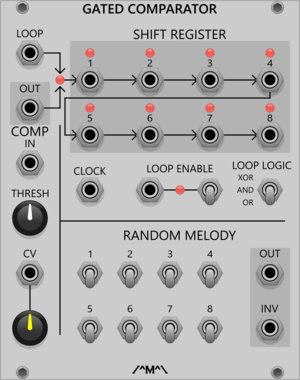 GATED COMPARATOR
LOOP
SHIFT REGISTER
1 2 3 4
OUT
5 6 7 8
COMP
IN
CLOCK
LOOP ENABLE
LOOP LOGIC
XOR
AND
OR
THRESH
RANDOM MELODY
CV
1 2 3 4
OUT
5 6 7 8
INV